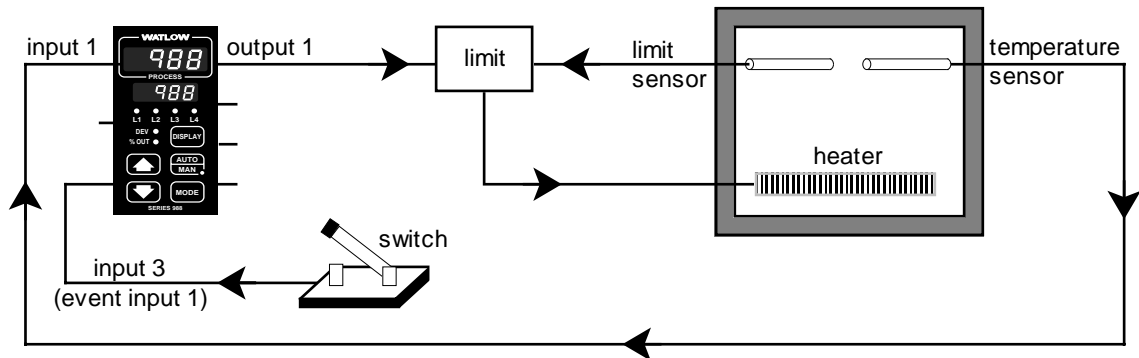 input 1
WATLOW
988
PROCESS
988
L1 L2 L3 L4
DEV
% OUT
DISPLAY
AUTO
MAN
MODE
SERIES 988
output 1
limit
limit
sensor
temperature
sensor
heater
switch
input 3
(event input 1)